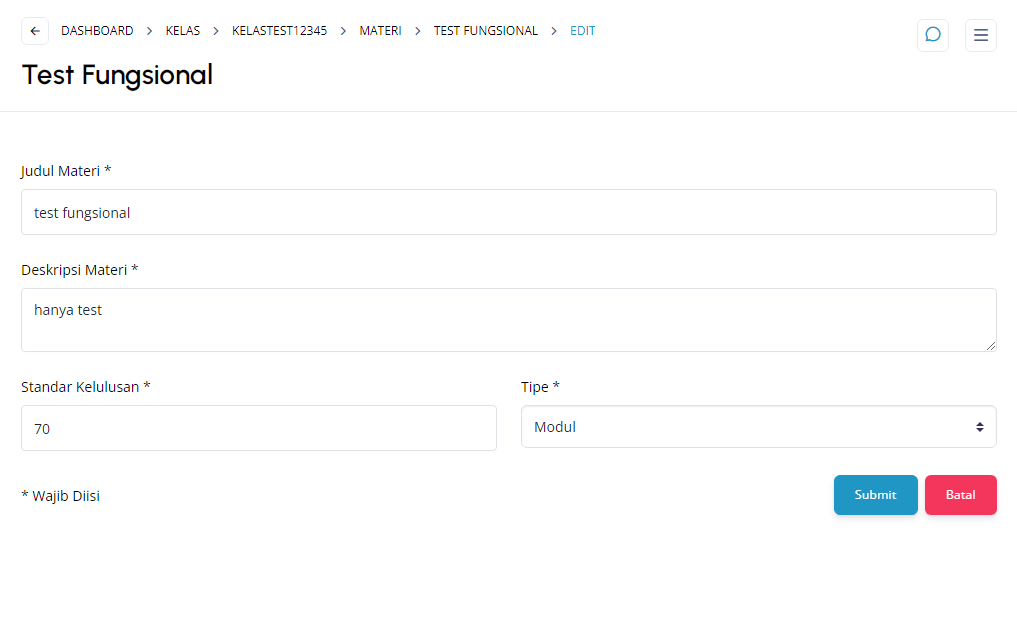 DASHBOARD > KELAS > KELASTEST12345 > MATERI > TEST FUNGSIONAL > EDIT
Test Fungsional
Judul Materi *
test fungsional
Deskripsi Materi *
hanya test
Standar Kelulusan *
Tipe *
70
Modul
* Wajib Diisi
Submit
Batal